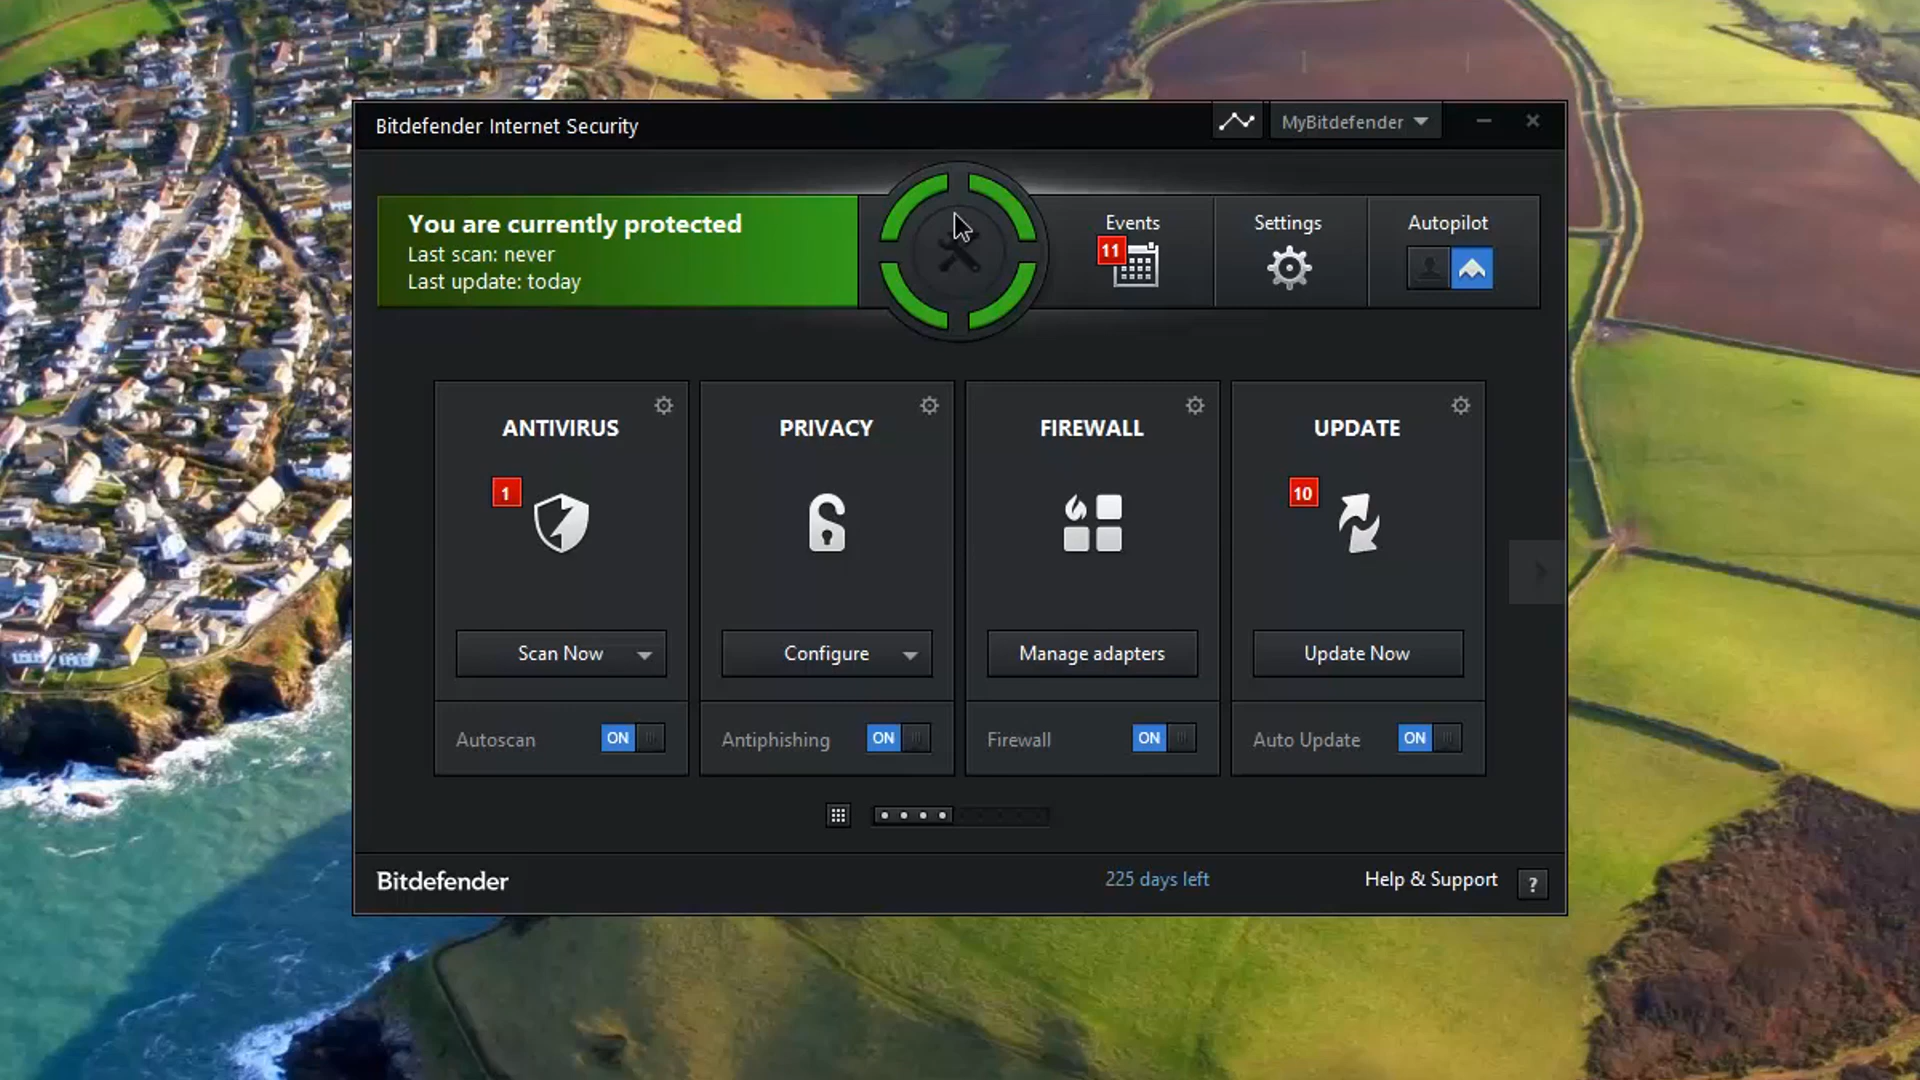 Bitdefender Internet Security
MyBitdefender
You are currently protected
Last scan: never
Last update: today
Events
11
Settings
Autopilot
ANTIVIRUS
1
Scan Now
Autoscan
ON
PRIVACY
Configure
Antiphishing
ON
FIREWALL
Manage adapters
Firewall
ON
UPDATE
10
Update Now
Auto Update
ON
Bitdefender
225 days left
Help & Support
?